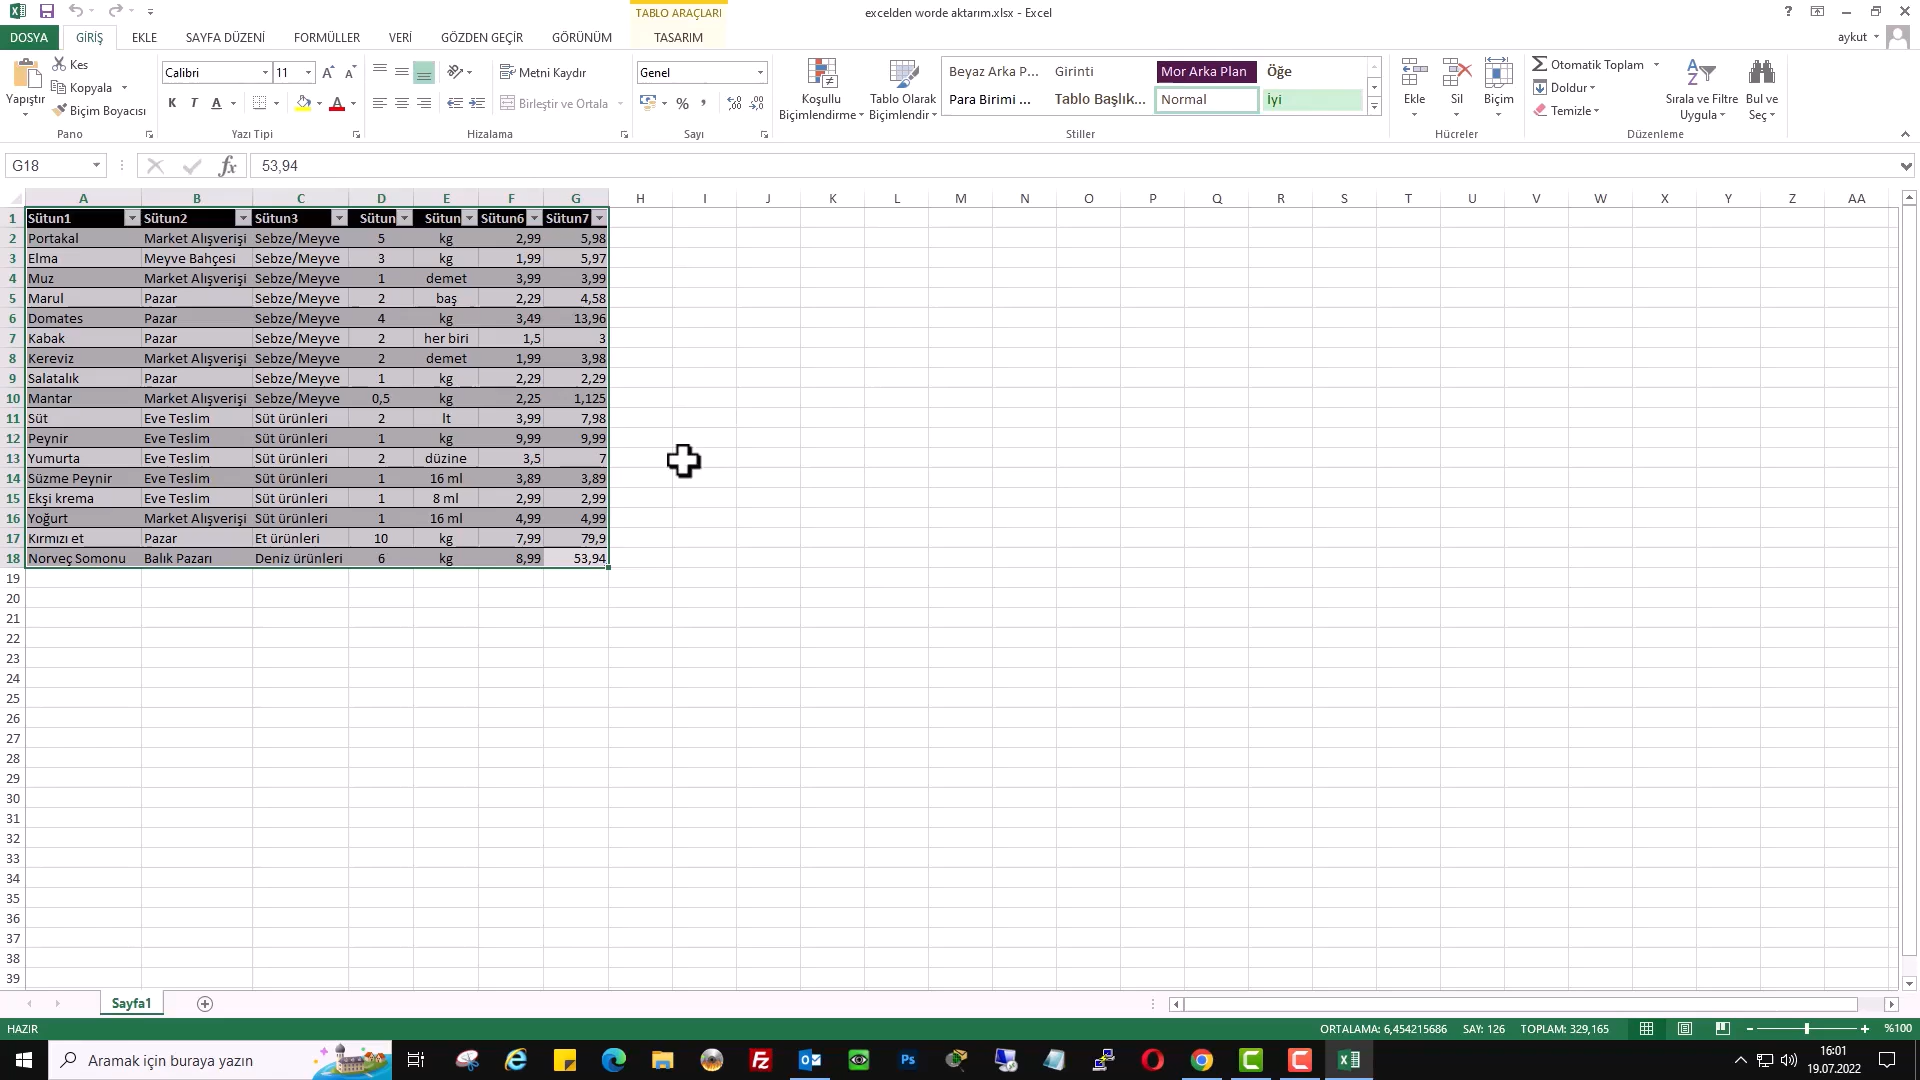 TABLO ARAÇLARI
excelden worde aktarım.xlsx - Excel
DOSYA GİRİŞ EKLE SAYFA DÜZENİ FORMÜLLER VERİ GÖZDEN GEÇİR GÖRÜNÜM TASARIM aykut
Yapıştır
Kes
Kopyala
Biçim Boyacısı
Pano
Calibri 11
K T A
Yazı Tipi
Metni Kaydır
Birleştir ve Ortala
Hizalama
Genel
Sayı
Koşullu Biçimlendirme
Tablo Olarak Biçimlendir
Beyaz Arka P... Girinti Mor Arka Plan Öğe
Para Birimi ... Tablo Başlık... Normal İyi
Stiller
Ekle Sil Biçim
Hücreler
Otomatik Toplam
Doldur
Temizle
Sırala ve Filtre Uygula
Bul ve Seç
Düzenleme
G18 fx 53,94
A B C D E F G H I J K L M N O P Q R S T U V W X Y Z AA
1 Sütun1 Sütun2 Sütun3 Sütun Sütun Sütun6 Sütun7
2 Portakal Market Alışverişi Sebze/Meyve 5 kg 2,99 5,98
3 Elma Meyve Bahçesi Sebze/Meyve 3 kg 1,99 5,97
4 Muz Market Alışverişi Sebze/Meyve 1 demet 3,99 3,99
5 Marul Pazar Sebze/Meyve 2 baş 2,29 4,58
6 Domates Pazar Sebze/Meyve 4 kg 3,49 13,96
7 Kabak Pazar Sebze/Meyve 2 her biri 1,5 3
8 Kereviz Market Alışverişi Sebze/Meyve 2 demet 1,99 3,98
9 Salatalık Pazar Sebze/Meyve 1 kg 2,29 2,29
10 Mantar Market Alışverişi Sebze/Meyve 0,5 kg 2,25 1,125
11 Süt Eve Teslim Süt ürünleri 2 lt 3,99 7,98
12 Peynir Eve Teslim Süt ürünleri 1 kg 9,99 9,99
13 Yumurta Eve Teslim Süt ürünleri 2 düzine 3,5 7
14 Süzme Peynir Eve Teslim Süt ürünleri 1 16 ml 3,89 3,89
15 Ekşi krema Eve Teslim Süt ürünleri 1 8 ml 2,99 2,99
16 Yoğurt Market Alışverişi Süt ürünleri 1 16 ml 4,99 4,99
17 Kırmızı et Pazar Et ürünleri 10 kg 7,99 79,9
18 Norveç Somonu Balık Pazarı Deniz ürünleri 6 kg 8,99 53,94
19
20
21
22
23
24
25
26
27
28
29
30
31
32
33
34
35
36
37
38
39
Sayfa1
HAZIR ORTALAMA: 6,454215686 SAY: 126 TOPLAM: 329,165 %100
Aramak için buraya yazın
16:01
19.07.2022